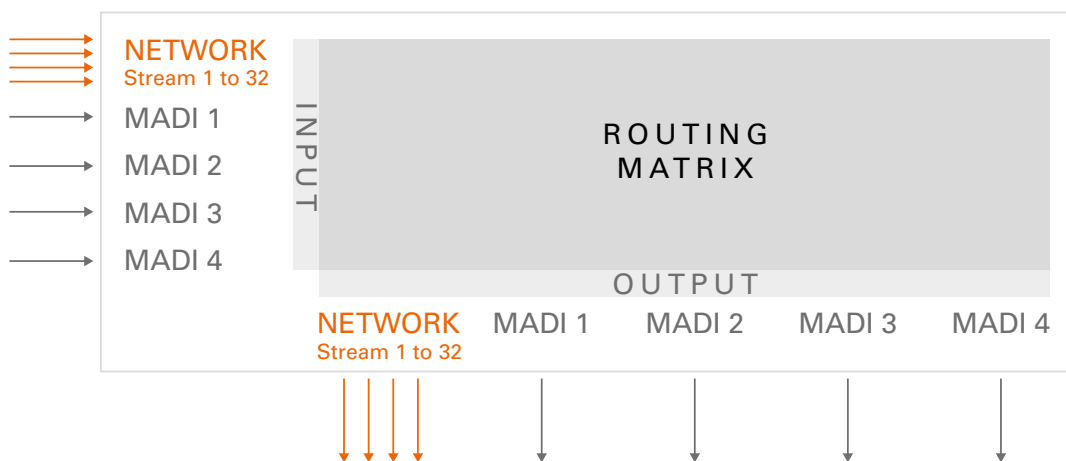 NETWORK
Stream 1 to 32
MADI 1
MADI 2
MADI 3
MADI 4
INPUT
ROUTING
MATRIX
OUTPUT
NETWORK
Stream 1 to 32
MADI 1
MADI 2
MADI 3
MADI 4